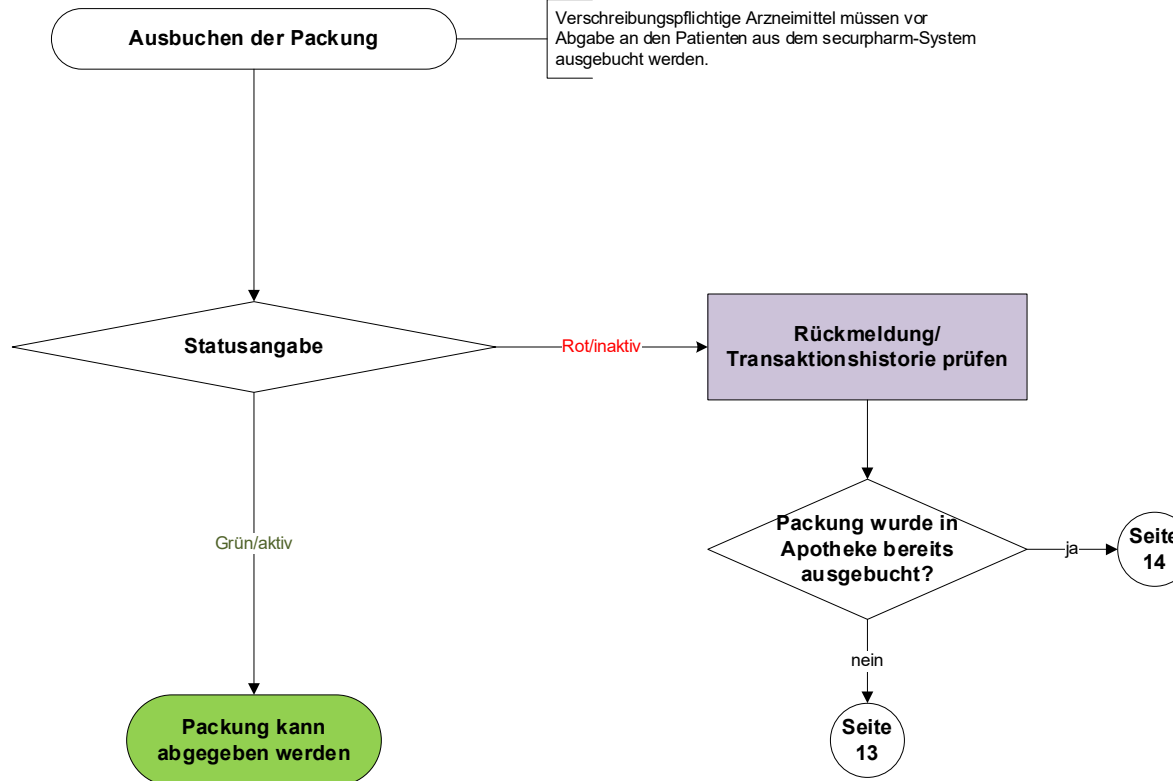 Ausbuchen der Packung
Verschreibungspflichtige Arzneimittel müssen vor
Abgabe an den Patienten aus dem securpharm-System
ausgebucht werden.
Statusangabe
Rot/inaktiv
Rückmeldung/
Transaktionshistorie prüfen
Grün/aktiv
Packung wurde in
Apotheke bereits
ausgebucht?
ja
Seite
14
nein
Seite
13
Packung kann
abgegeben werden